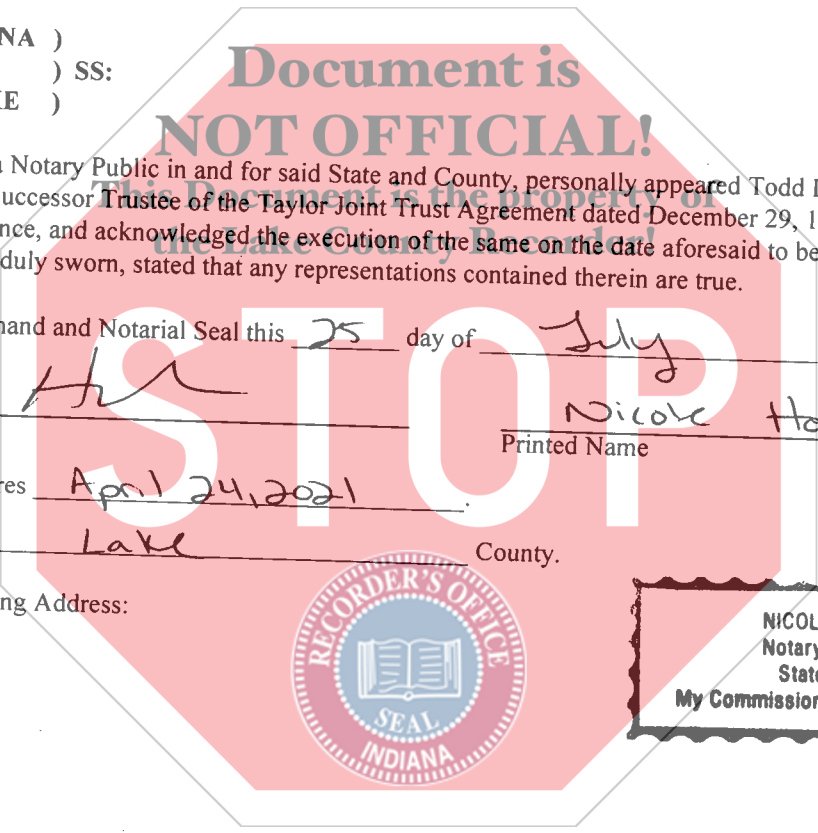 NA )
) SS:
E )
Document is
NOT OFFICIAL!
This Document is the property of
the Lake County Recorder!
a Notary Public in and for said State and County, personally appeared Todd
uccessor Trustee of the Taylor Joint Trust Agreement dated December 29, 1
nce, and acknowledged the execution of the same on the date aforesaid to be
duly sworn, stated that any representations contained therein are true.
hand and Notarial Seal this 25 day of July
Nicole Ho
Printed Name
res April 24, 2021.
Lake County.
ng Address:
STOP
RECORDER'S OFFICE
SEAL
INDIANA
NICOL
Notary
State
My Commission